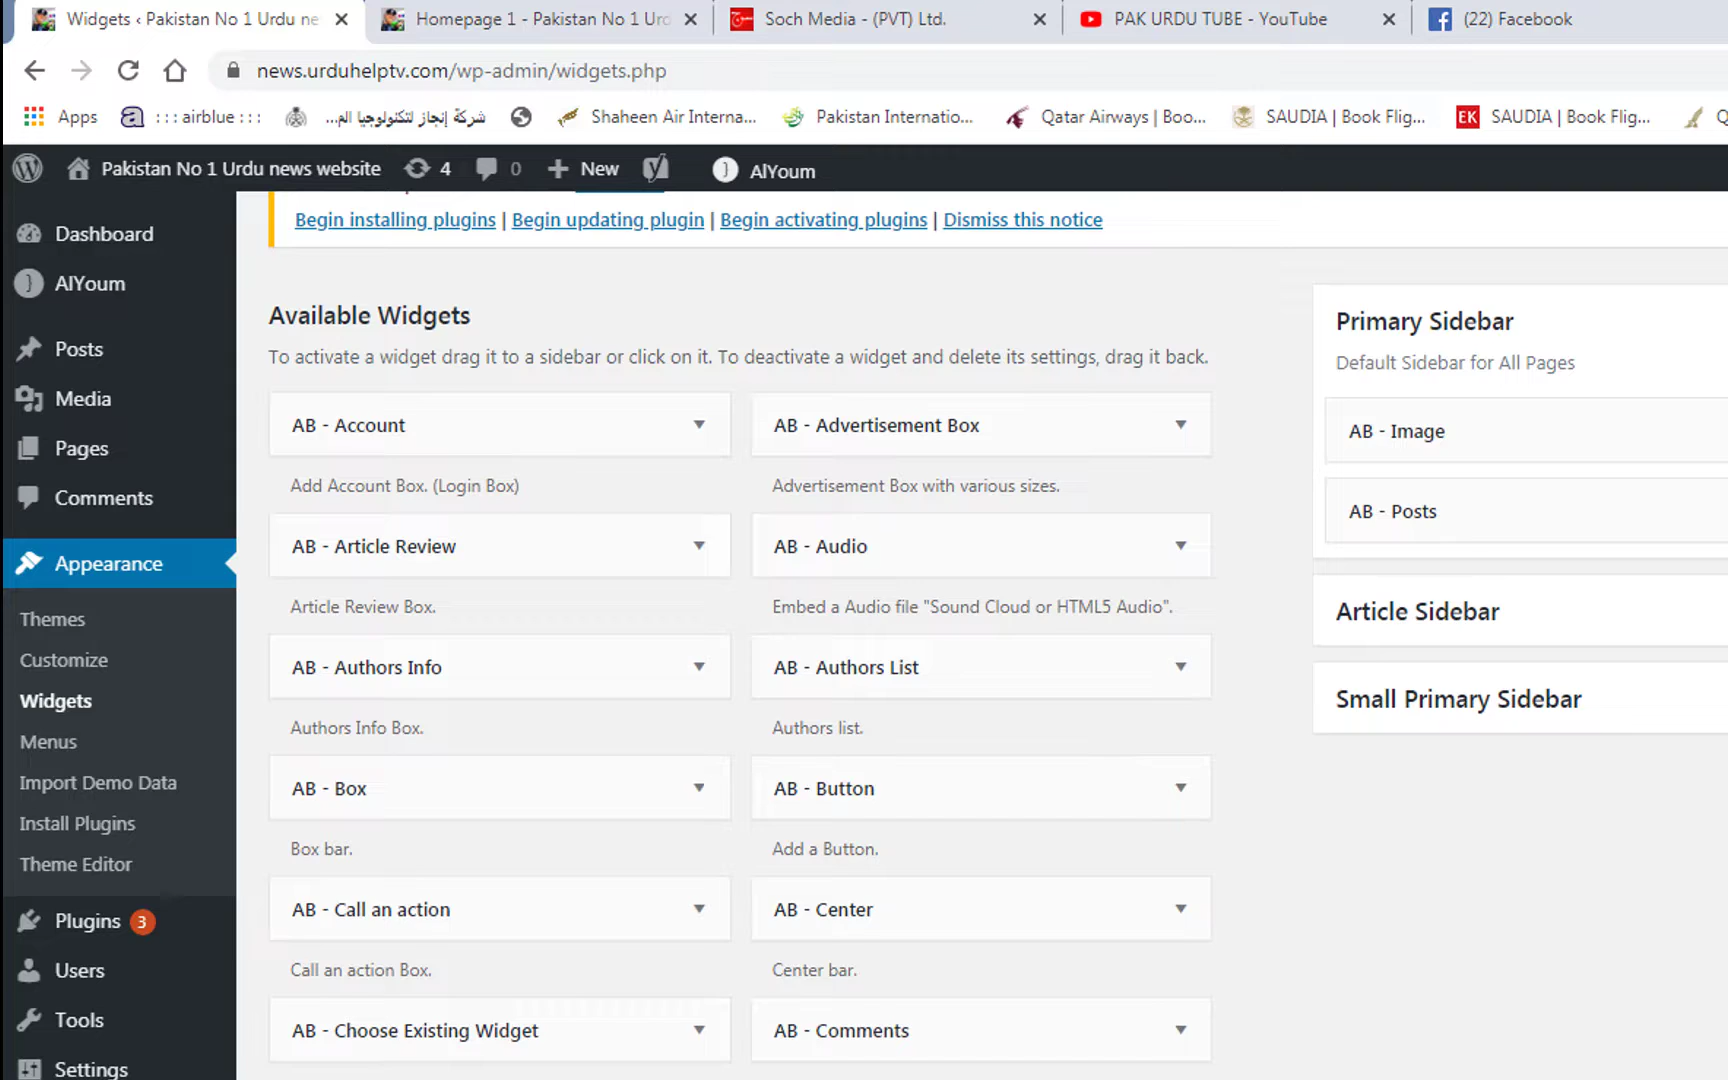 Widgets ‹ Pakistan No 1 Urdu ne
Homepage 1 - Pakistan No 1 Urd
Soch Media - (PVT) Ltd.
PAK URDU TUBE - YouTube
(22) Facebook
news.urduhelptv.com/wp-admin/widgets.php
Apps
: : : airblue : : :
شركة إنجاز لتكنولوجيا الم...
Shaheen Air Interna...
Pakistan Internatio...
Qatar Airways | Boo...
SAUDIA | Book Flig...
EK
SAUDIA | Book Flig...
Q
Pakistan No 1 Urdu news website
4
0
New
AlYoum
Begin installing plugins | Begin updating plugin | Begin activating plugins | Dismiss this notice
Dashboard
AlYoum
Posts
Media
Pages
Comments
Appearance
Themes
Customize
Widgets
Menus
Import Demo Data
Install Plugins
Theme Editor
Plugins 3
Users
Tools
Settings
Available Widgets
To activate a widget drag it to a sidebar or click on it. To deactivate a widget and delete its settings, drag it back.
AB - Account
AB - Advertisement Box
Add Account Box. (Login Box)
Advertisement Box with various sizes.
AB - Article Review
AB - Audio
Article Review Box.
Embed a Audio file "Sound Cloud or HTML5 Audio".
AB - Authors Info
AB - Authors List
Authors Info Box.
Authors list.
AB - Box
AB - Button
Box bar.
Add a Button.
AB - Call an action
AB - Center
Call an action Box.
Center bar.
AB - Choose Existing Widget
AB - Comments
Primary Sidebar
Default Sidebar for All Pages
AB - Image
AB - Posts
Article Sidebar
Small Primary Sidebar